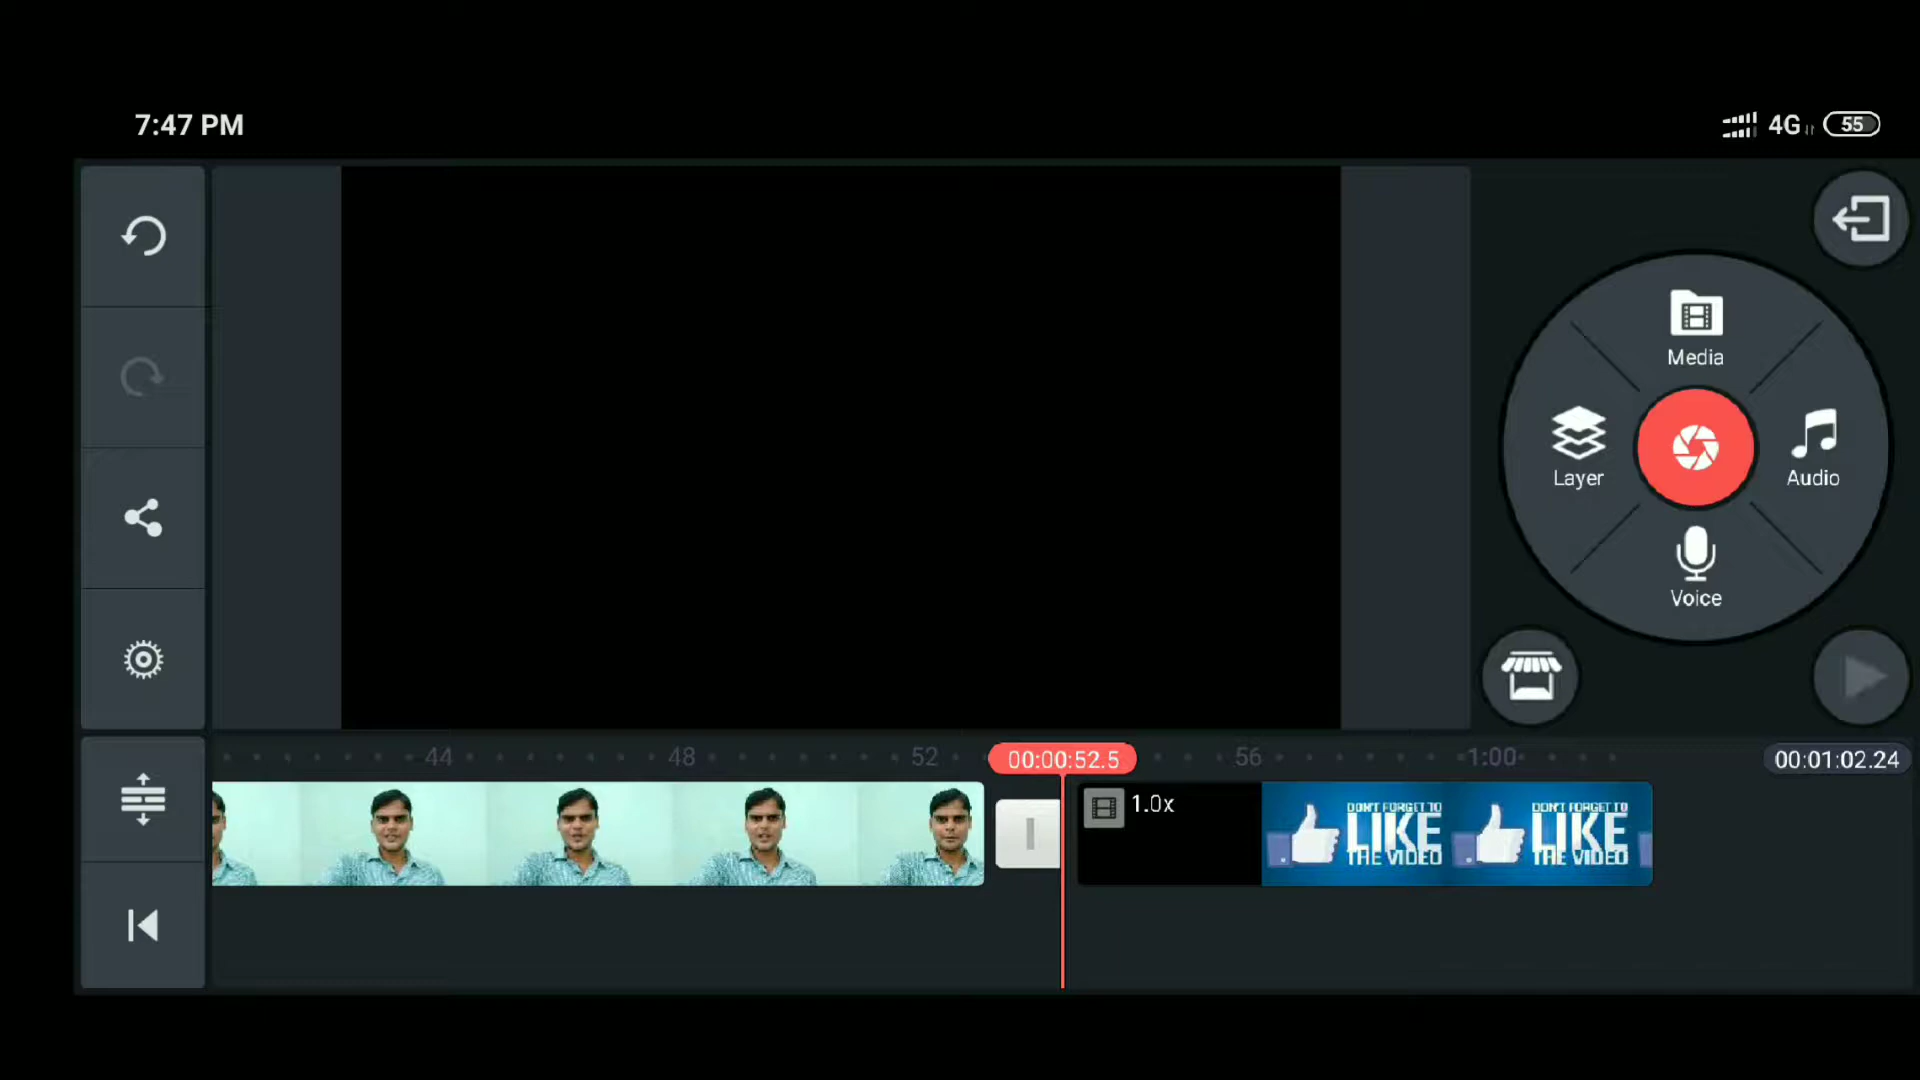 7:47 PM
4G
55
Media
Layer
Audio
Voice
44
48
52
00:00:52.5
56
1:00
00:01:02.24
1.0x
DON'T FORGET TO
LIKE
THE VIDEO
DON'T FORGET TO
LIKE
THE VIDEO